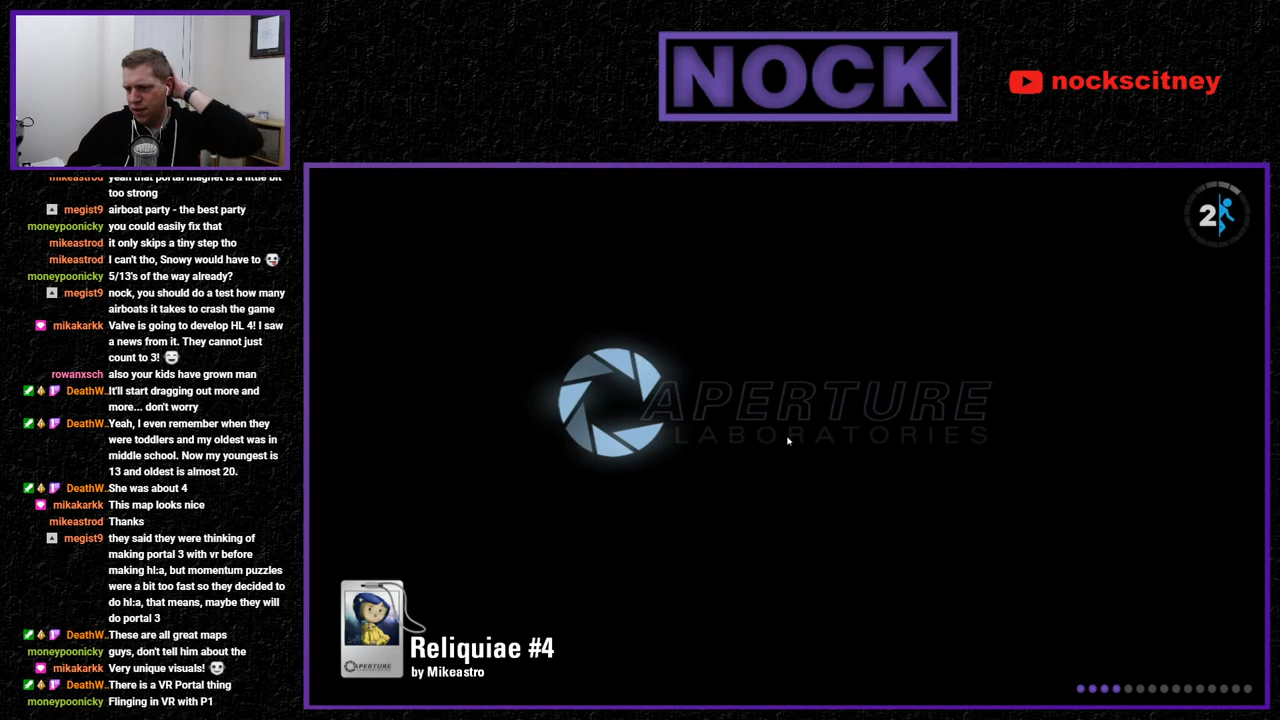 NOCK
nockscitney
mikeastrod yeah that portal magnet is a little bit
too strong
megist9 airboat party - the best party
moneypoonicky you could easily fix that
mikeastrod it only skips a tiny step tho
mikeastrod I can't tho, Snowy would have to
moneypoonicky 5/13's of the way already?
megist9 nock, you should do a test how many
airboats it takes to crash the game
mikakarkk Valve is going to develop HL 4! I saw
a news from it. They cannot just
count to 3!
rowanxsch also your kids have grown man
DeathW.. It'll start dragging out more and
more... don't worry
DeathW.. Yeah, I even remember when they
were toddlers and my oldest was in
middle school. Now my youngest is
13 and oldest is almost 20.
DeathW.. She was about 4
mikakarkk This map looks nice
mikeastrod Thanks
megist9 they said they were thinking of
making portal 3 with vr before
making hl:a, but momentum puzzles
were a bit too fast so they decided to
do hl:a, that means, maybe they will
do portal 3
DeathW.. These are all great maps
moneypoonicky guys, don't tell him about the
mikakarkk Very unique visuals!
DeathW.. There is a VR Portal thing
moneypoonicky Flinging in VR with P1
2
APERTURE
LABORATORIES
APERTURE
Reliquiae #4
by Mikeastro